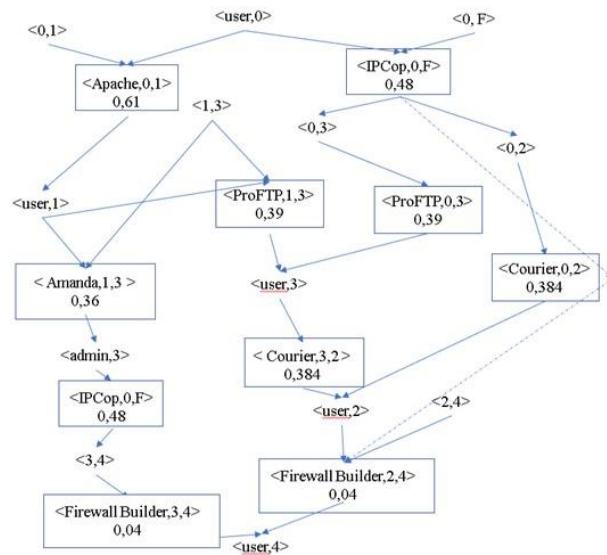 <user,0>
<0,1>
<0, F>
<Apache,0,1>
0,61
<IPCop,0,F>
0,48
<1,3>
<0,3>
<0,2>
<user,1>
<ProFTP,1,3>
0,39
<ProFTP,0,3>
0,39
< Amanda,1,3 >
0,36
<user,3>
<Courier,0,2>
0,384
<admin,3>
< Courier,3,2>
0,384
<IPCop,0,F>
0,48
<user,2>
<2,4>
<3,4>
<Firewall Builder,2,4>
0,04
<Firewall Builder,3,4>
0,04
<user,4>